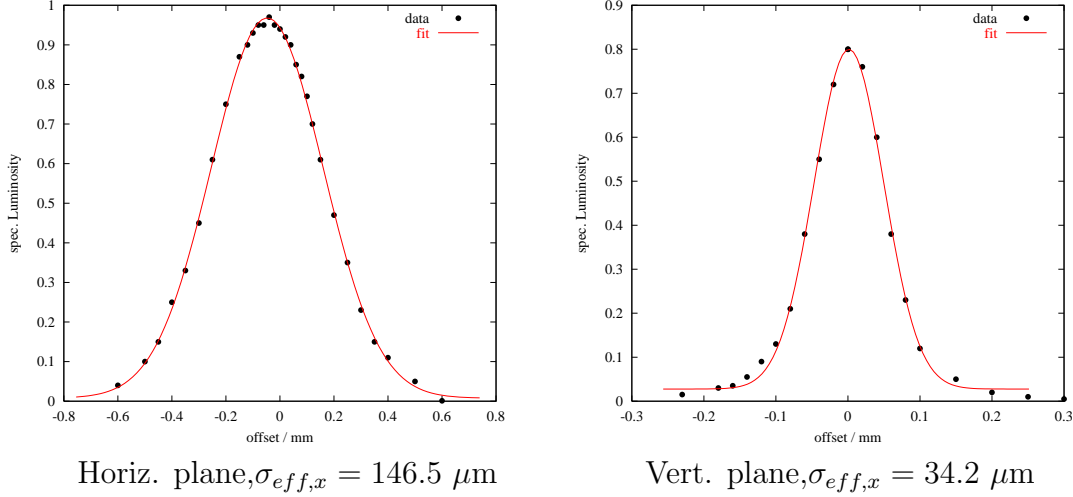 1
0.9
0.8
0.7
0.6
0.5
0.4
0.3
0.2
0.1
0
-0.8 -0.6 -0.4 -0.2 0 0.2 0.4 0.6 0.8
spec. Luminosity
offset / mm
data
fit
Horiz. plane,σeff,x = 146.5 μm
0.9
0.8
0.7
0.6
0.5
0.4
0.3
0.2
0.1
0
-0.3 -0.2 -0.1 0 0.1 0.2 0.3
spec. Luminosity
offset / mm
data
fit
Vert. plane,σeff,x = 34.2 μm